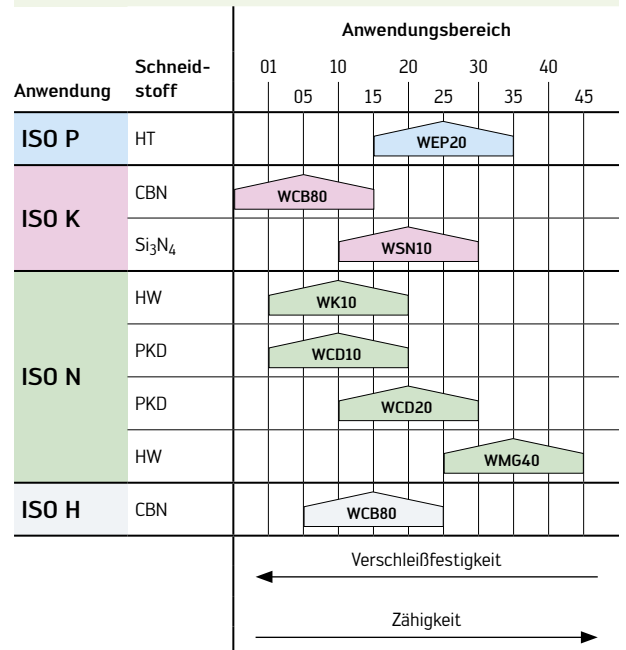 Anwendungsbereich
Anwendung Schneid-
stoff 01 10 20 30 40
05 15 25 35 45
ISO P HT WEP20
ISO K CBN WCB80
Si₃N₄ WSN10
ISO N HW WK10
PKD WCD10
PKD WCD20
HW WMG40
ISO H CBN WCB80
Verschleißfestigkeit
Zähigkeit